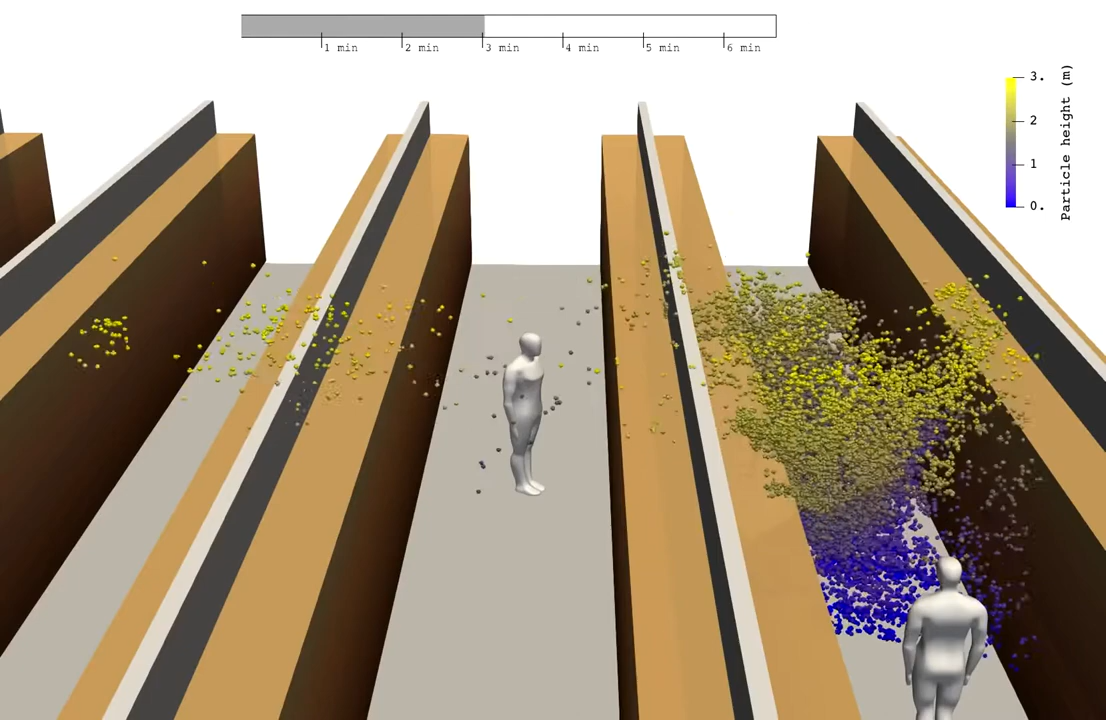 1 min
2 min
3 min
4 min
5 min
6 min
3.
2
1
0.
Particle height (m)